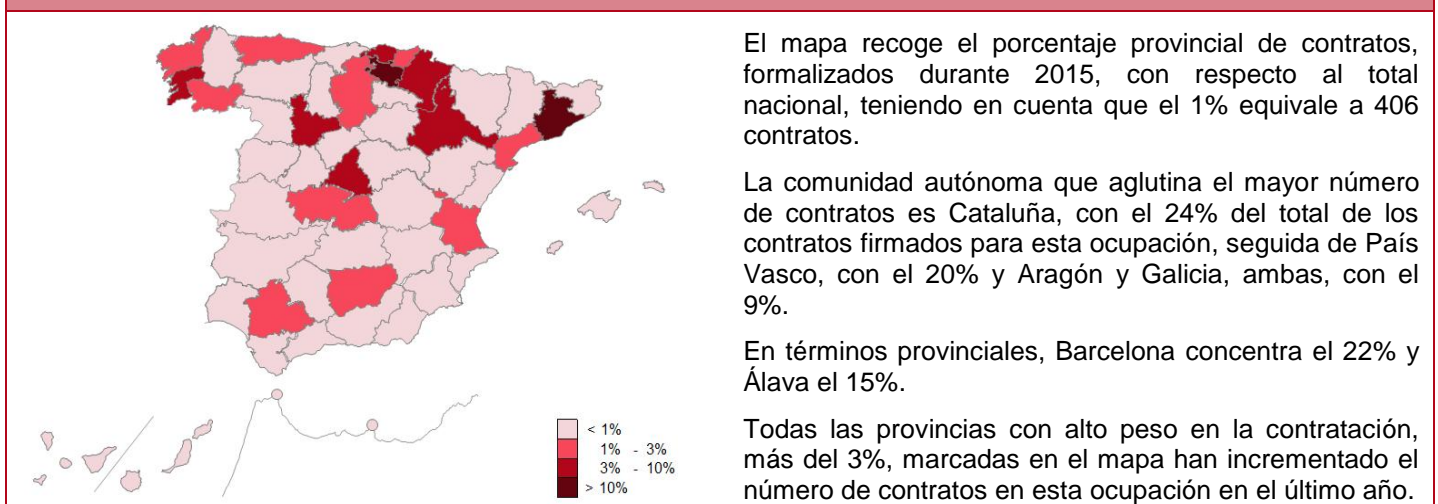 El mapa recoge el porcentaje provincial de contratos,
formalizados durante 2015, con respecto al total
nacional, teniendo en cuenta que el 1% equivale a 406
contratos.
La comunidad autónoma que aglutina el mayor número
de contratos es Cataluña, con el 24% del total de los
contratos firmados para esta ocupación, seguida de País
Vasco, con el 20% y Aragón y Galicia, ambas, con el
9%.
En términos provinciales, Barcelona concentra el 22% y
Álava el 15%.
Todas las provincias con alto peso en la contratación,
más del 3%, marcadas en el mapa han incrementado el
número de contratos en esta ocupación en el último año.
< 1%
1% - 3%
3% - 10%
> 10%